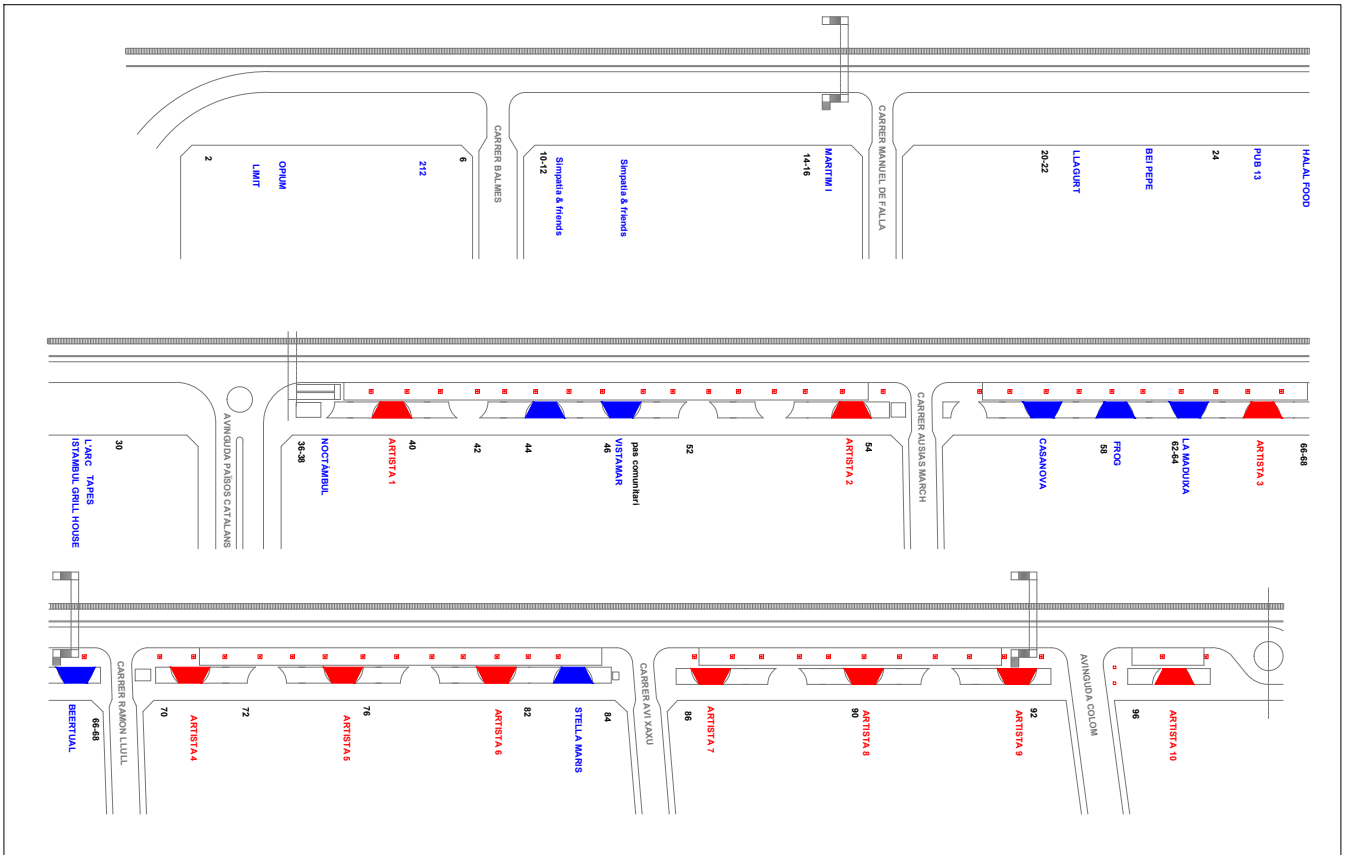 2
LIMIT
OPIUM
212
6
CARRER BALMES
10-12
Simpatia & friends
Simpatia & friends
14-16
MARITIM I
CARRER MANUEL DE FALLA
20-22
LLAGURT
BEI PEPE
24
PUB 13
HALAL FOOD
ISTAMBUL GRILL HOUSE
L'ARC TAPES
30
AVINGUDA PAÏSOS CATALANS
36-38
NOCTÀMBUL
ARTISTA 1
40
42
44
46
VISTAMAR
pas comunitari
52
ARTISTA 2
54
CARRER AUSIAS MARCH
CASANOVA
58
FROG
62-64
LA MADUIXA
ARTISTA 3
66-68
BEERTUAL
66-68
CARRER RAMON LLULL
70
ARTISTA 4
72
ARTISTA 5
76
ARTISTA 6
82
STELLA MARIS
84
CARRER AVI XAXU
86
ARTISTA 7
90
ARTISTA 8
ARTISTA 9
92
AVINGUDA COLOM
96
ARTISTA 10